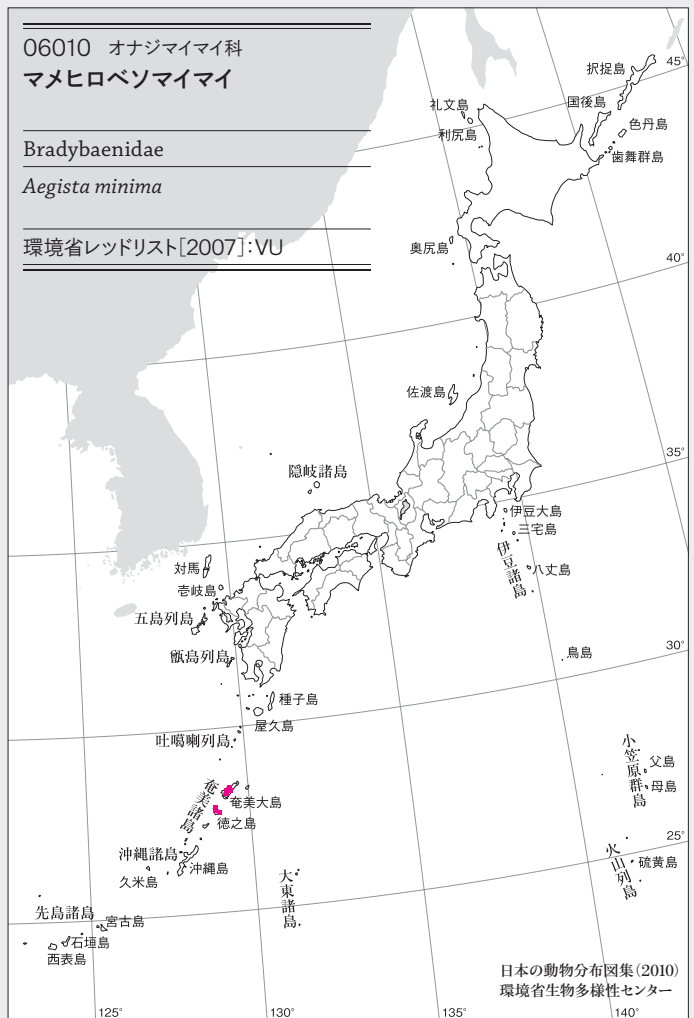 06010 オナジマイマイ科
マメヒロベソマイマイ
Bradybaenidae
Aegista minima
環境省レッドリスト[2007]:VU
択捉島
45°
礼文島
国後島
利尻島
色丹島
歯舞群島
奥尻島
40°
佐渡島
35°
隠岐諸島
伊豆大島
三宅島
伊豆諸島
八丈島
対馬
壱岐島
五島列島
甑島列島
鳥島
30°
種子島
屋久島
吐噶喇列島
小笠原群島
父島
母島
奄美諸島
奄美大島
徳之島
25°
沖縄諸島
沖縄島
久米島
大東諸島
火山列島
硫黄島
先島諸島
宮古島
石垣島
西表島
日本の動物分布図集(2010)
環境省生物多様性センター
125°
130°
135°
140°